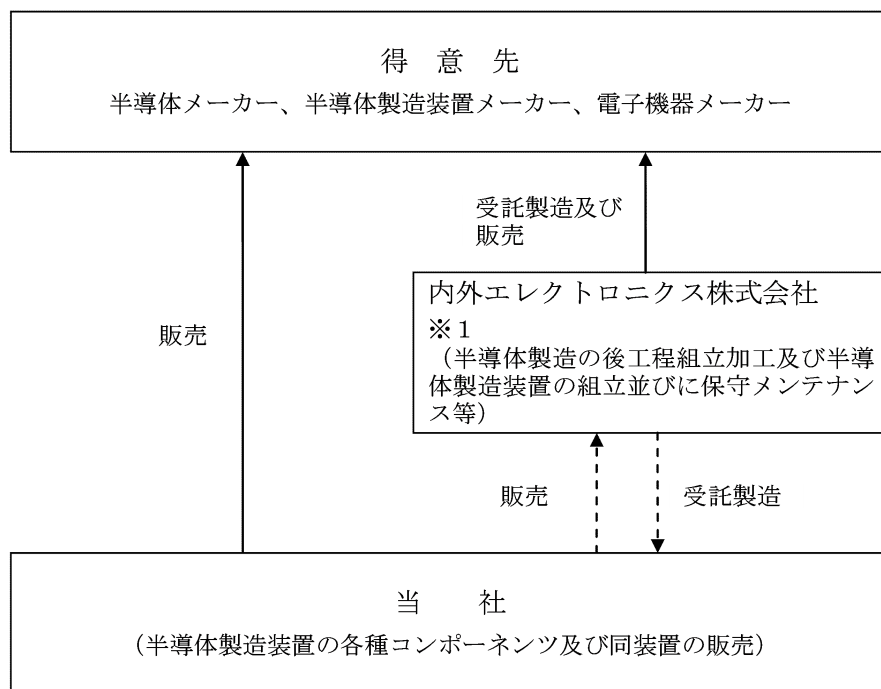 得　意　先
半導体メーカー、半導体製造装置メーカー、電子機器メーカー
受託製造及び
販売
内外エレクトロニクス株式会社
※１
（半導体製造の後工程組立加工及び半導
体製造装置の組立並びに保守メンテナン
ス等）
販売
販売
受託製造
当　　社
（半導体製造装置の各種コンポーネンツ及び同装置の販売）